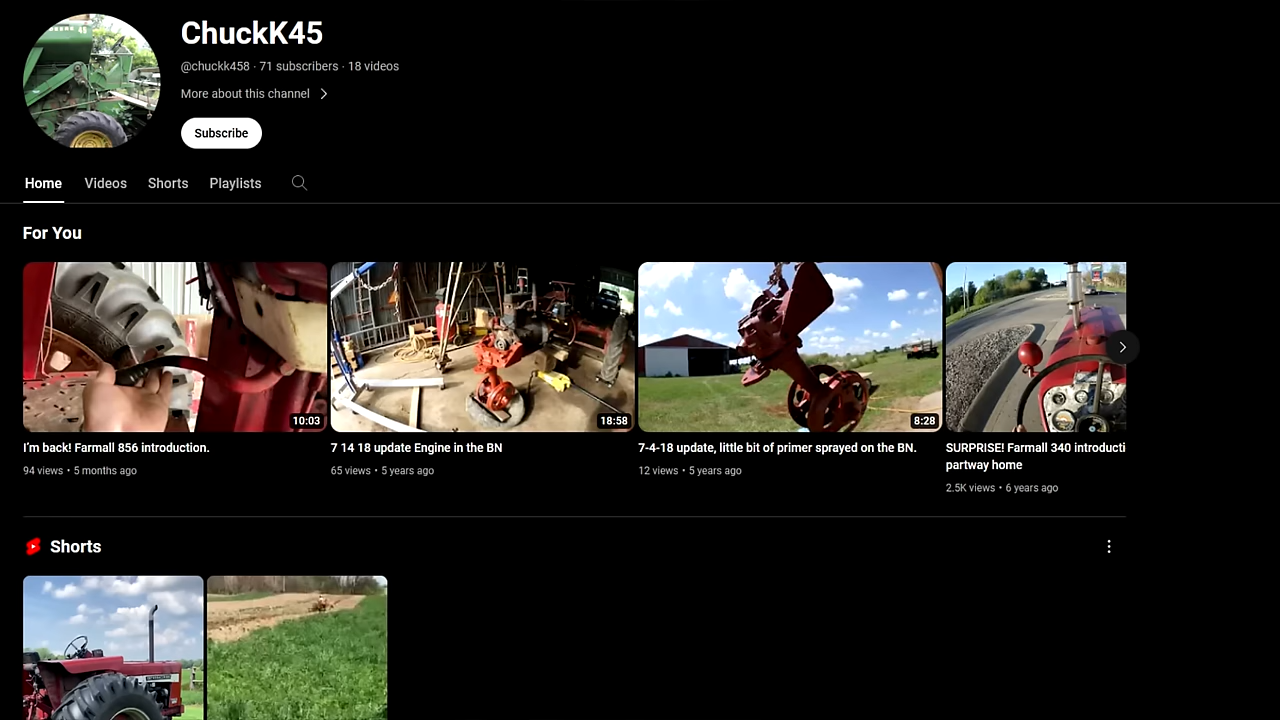 ChuckK45
@chuckk458 · 71 subscribers · 18 videos
More about this channel
Subscribe
Home Videos Shorts Playlists
For You
10:03
18:58
8:28
I'm back! Farmall 856 introduction.
94 views • 5 months ago
7 14 18 update Engine in the BN
65 views • 5 years ago
7-4-18 update, little bit of primer sprayed on the BN.
12 views • 5 years ago
SURPRISE! Farmall 340 introducti
partway home
2.5K views • 6 years ago
Shorts